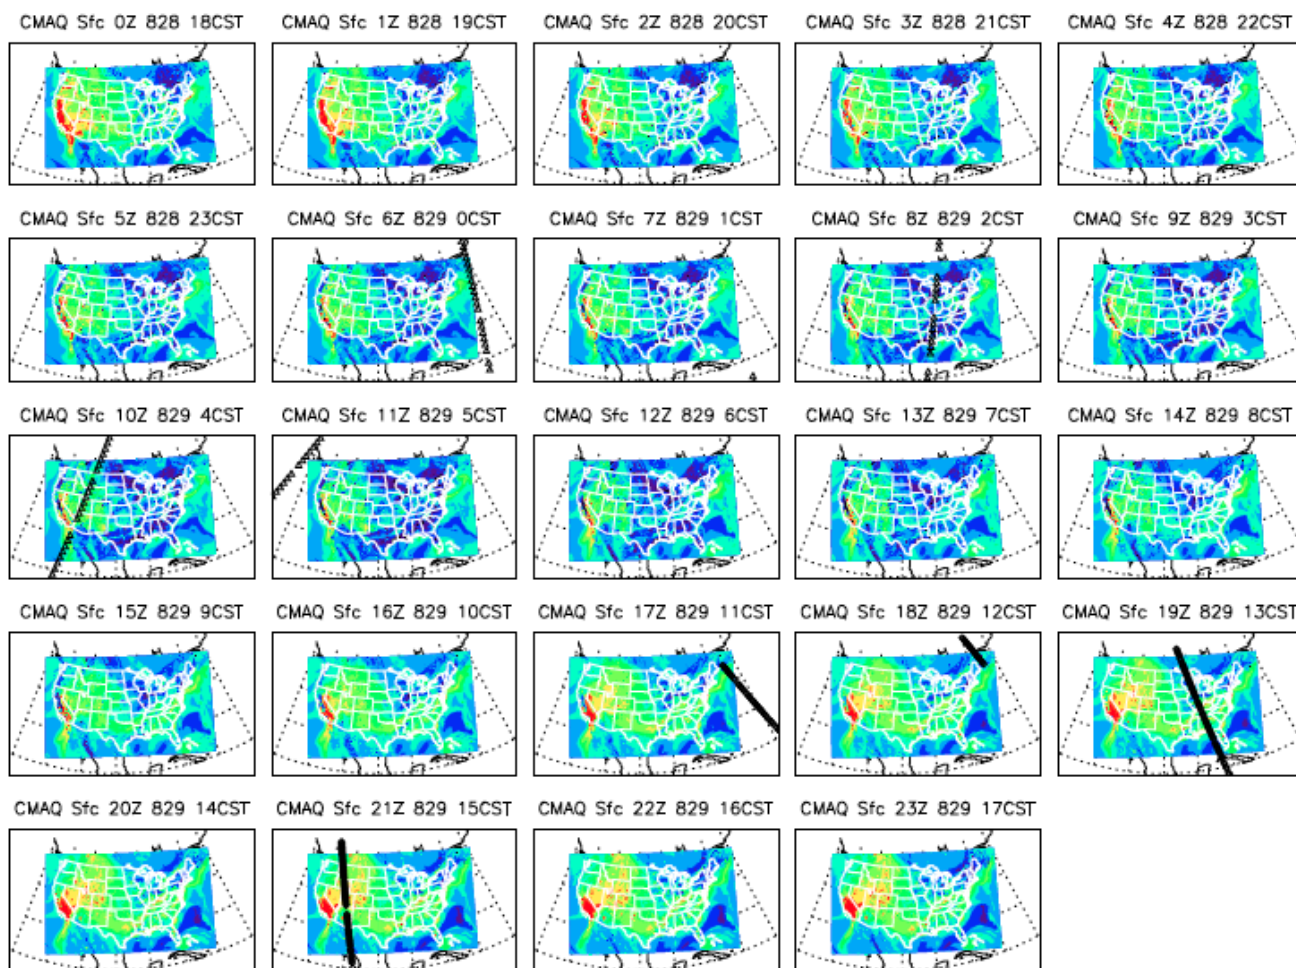 CMAQ Sfc 0Z 828 18CST
CMAQ Sfc 1Z 828 19CST
CMAQ Sfc 2Z 828 20CST
CMAQ Sfc 3Z 828 21CST
CMAQ Sfc 4Z 828 22CST
CMAQ Sfc 5Z 828 23CST
CMAQ Sfc 6Z 829 0CST
CMAQ Sfc 7Z 829 1CST
CMAQ Sfc 8Z 829 2CST
CMAQ Sfc 9Z 829 3CST
CMAQ Sfc 10Z 829 4CST
CMAQ Sfc 11Z 829 5CST
CMAQ Sfc 12Z 829 6CST
CMAQ Sfc 13Z 829 7CST
CMAQ Sfc 14Z 829 8CST
CMAQ Sfc 15Z 829 9CST
CMAQ Sfc 16Z 829 10CST
CMAQ Sfc 17Z 829 11CST
CMAQ Sfc 18Z 829 12CST
CMAQ Sfc 19Z 829 13CST
CMAQ Sfc 20Z 829 14CST
CMAQ Sfc 21Z 829 15CST
CMAQ Sfc 22Z 829 16CST
CMAQ Sfc 23Z 829 17CST